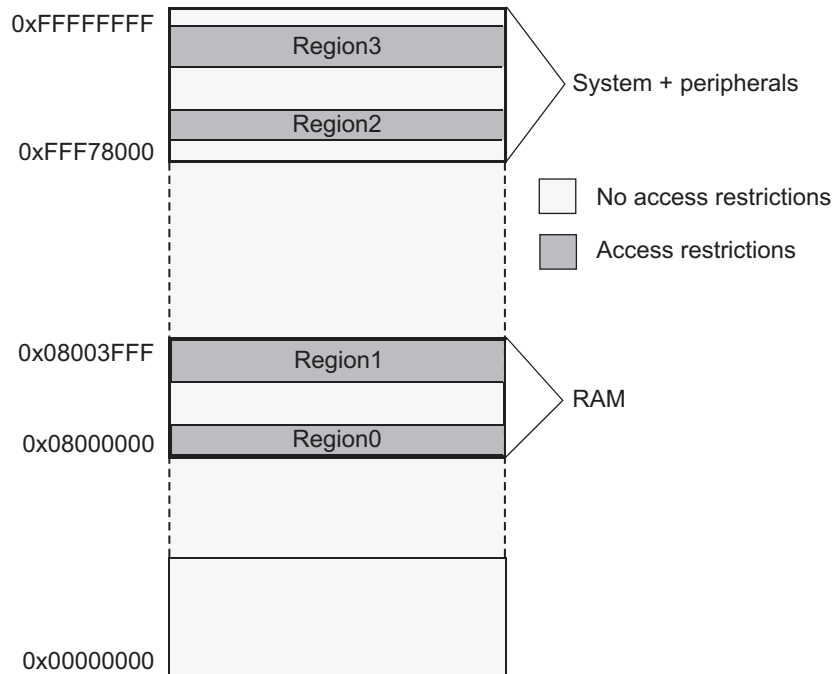 0xFFFFFFFF
Region3
System + peripherals
Region2
0xFFF78000
No access restrictions
Access restrictions
0x08003FFF
Region1
RAM
Region0
0x08000000
0x00000000